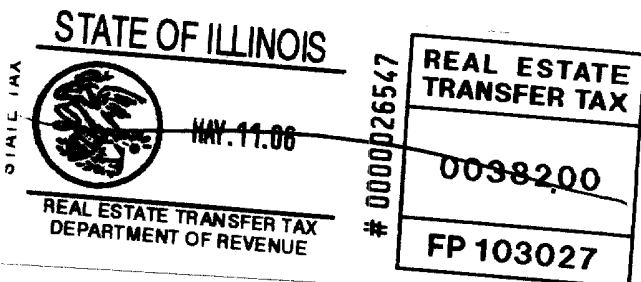 STATE TAX
STATE OF ILLINOIS
MAY.11.06
REAL ESTATE TRANSFER TAX
DEPARTMENT OF REVENUE
# 0000026547
REAL ESTATE
TRANSFER TAX
0038200
FP 103027